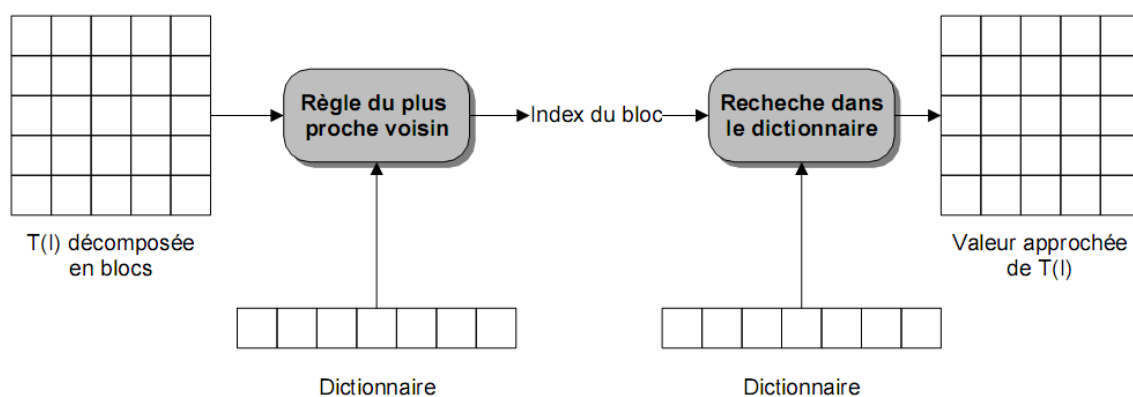 Règle du plus
proche voisin
Index du bloc
Recheche dans
le dictionnaire
T(I) décomposée
en blocs
Valeur approchée
de T(I)
Dictionnaire
Dictionnaire